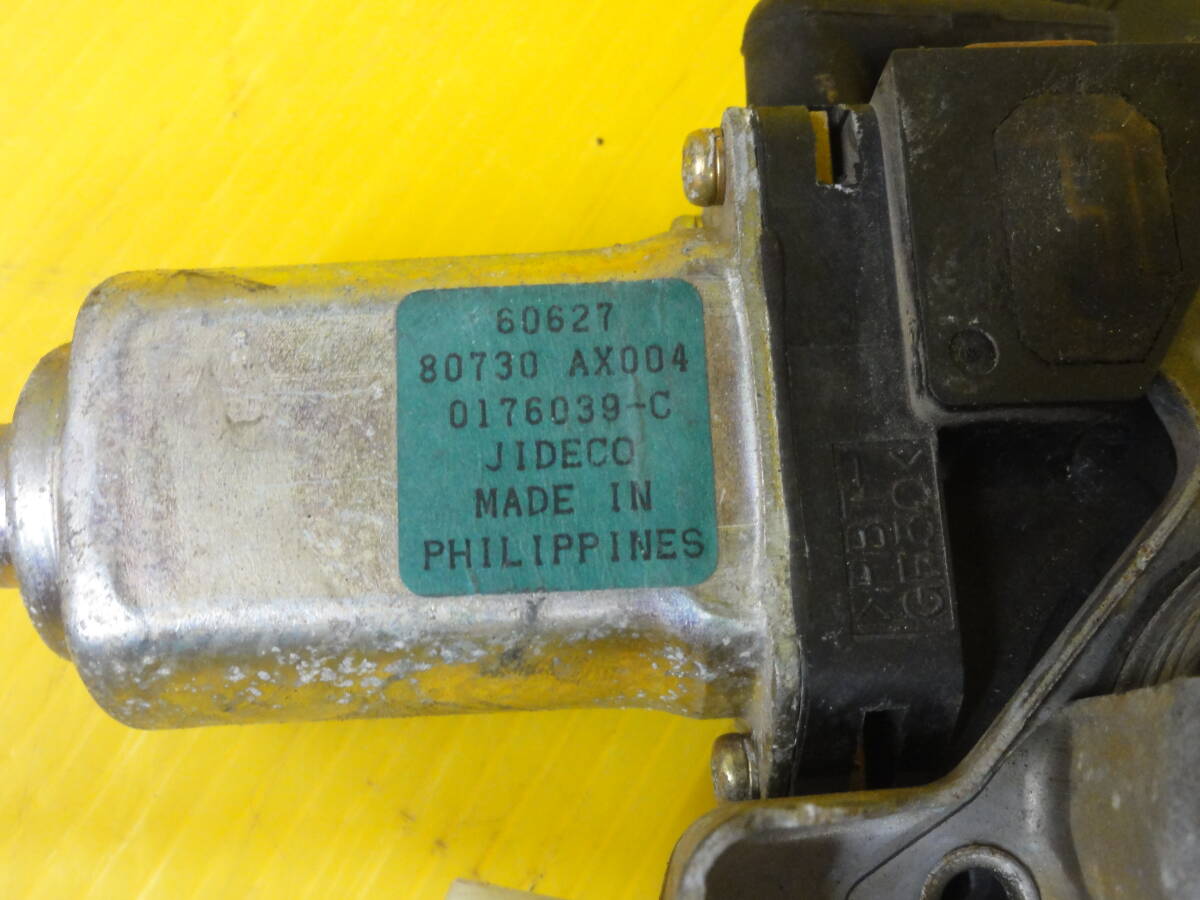 60627
80730 AX004
0176039-C
JIDECO
MADE IN
PHILIPPINES